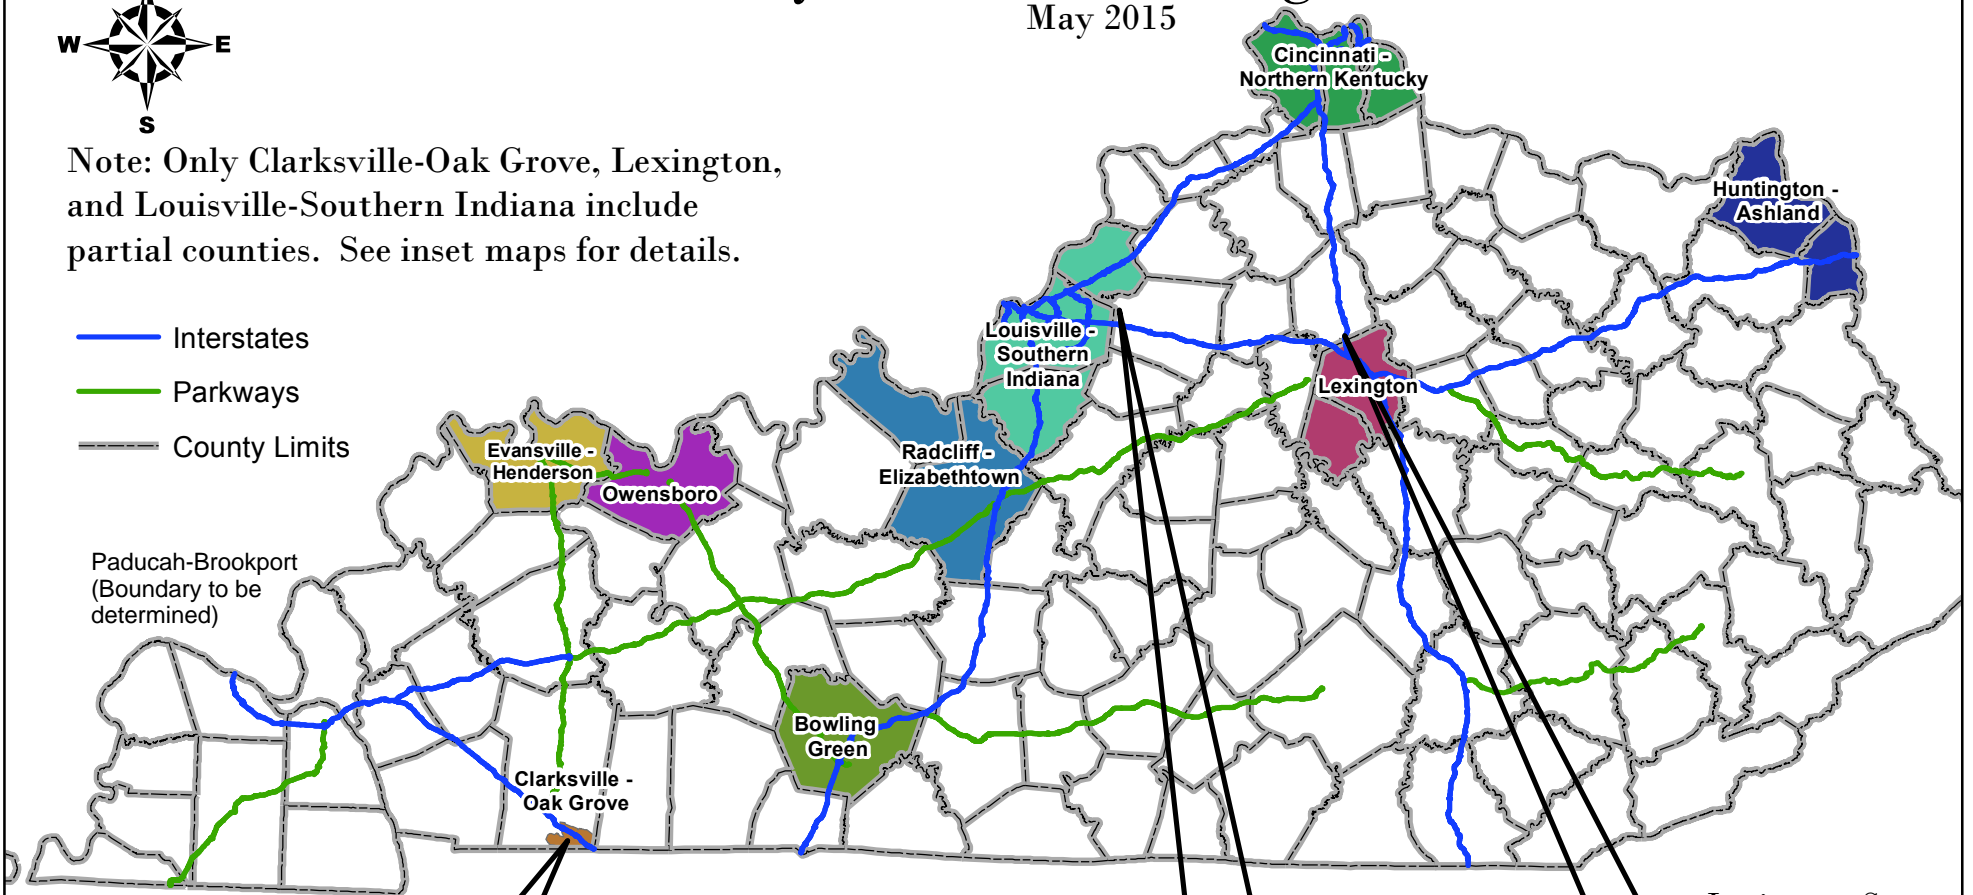 May 2015
W E
S
Note: Only Clarksville-Oak Grove, Lexington,
and Louisville-Southern Indiana include
partial counties. See inset maps for details.
Interstates
Parkways
County Limits
Paducah-Brookport
(Boundary to be
determined)
Cincinnati -
Northern Kentucky
Huntington -
Ashland
Louisville -
Southern
Indiana
Lexington
Radcliff -
Elizabethtown
Evansville -
Henderson
Owensboro
Bowling
Green
Clarksville -
Oak Grove